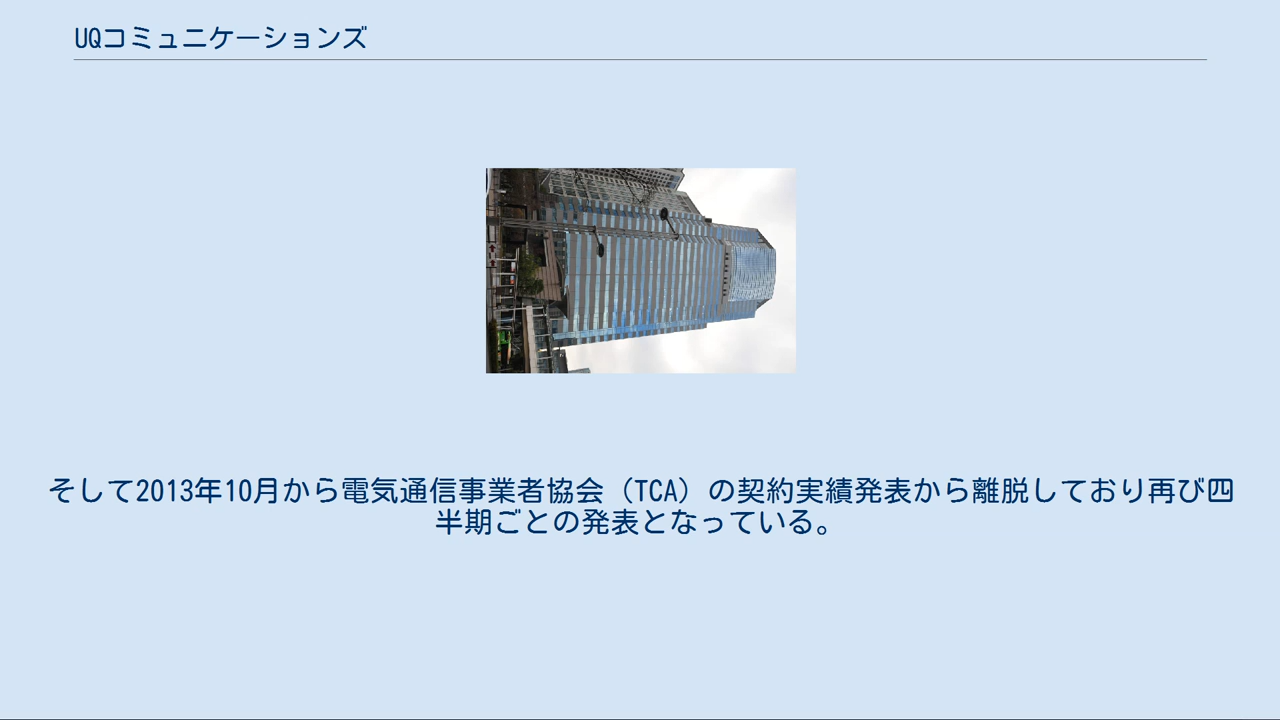 UQコミュニケーションズ
そして2013年10月から電気通信事業者協会（TCA）の契約実績発表から離脱しており再び四
半期ごとの発表となっている。